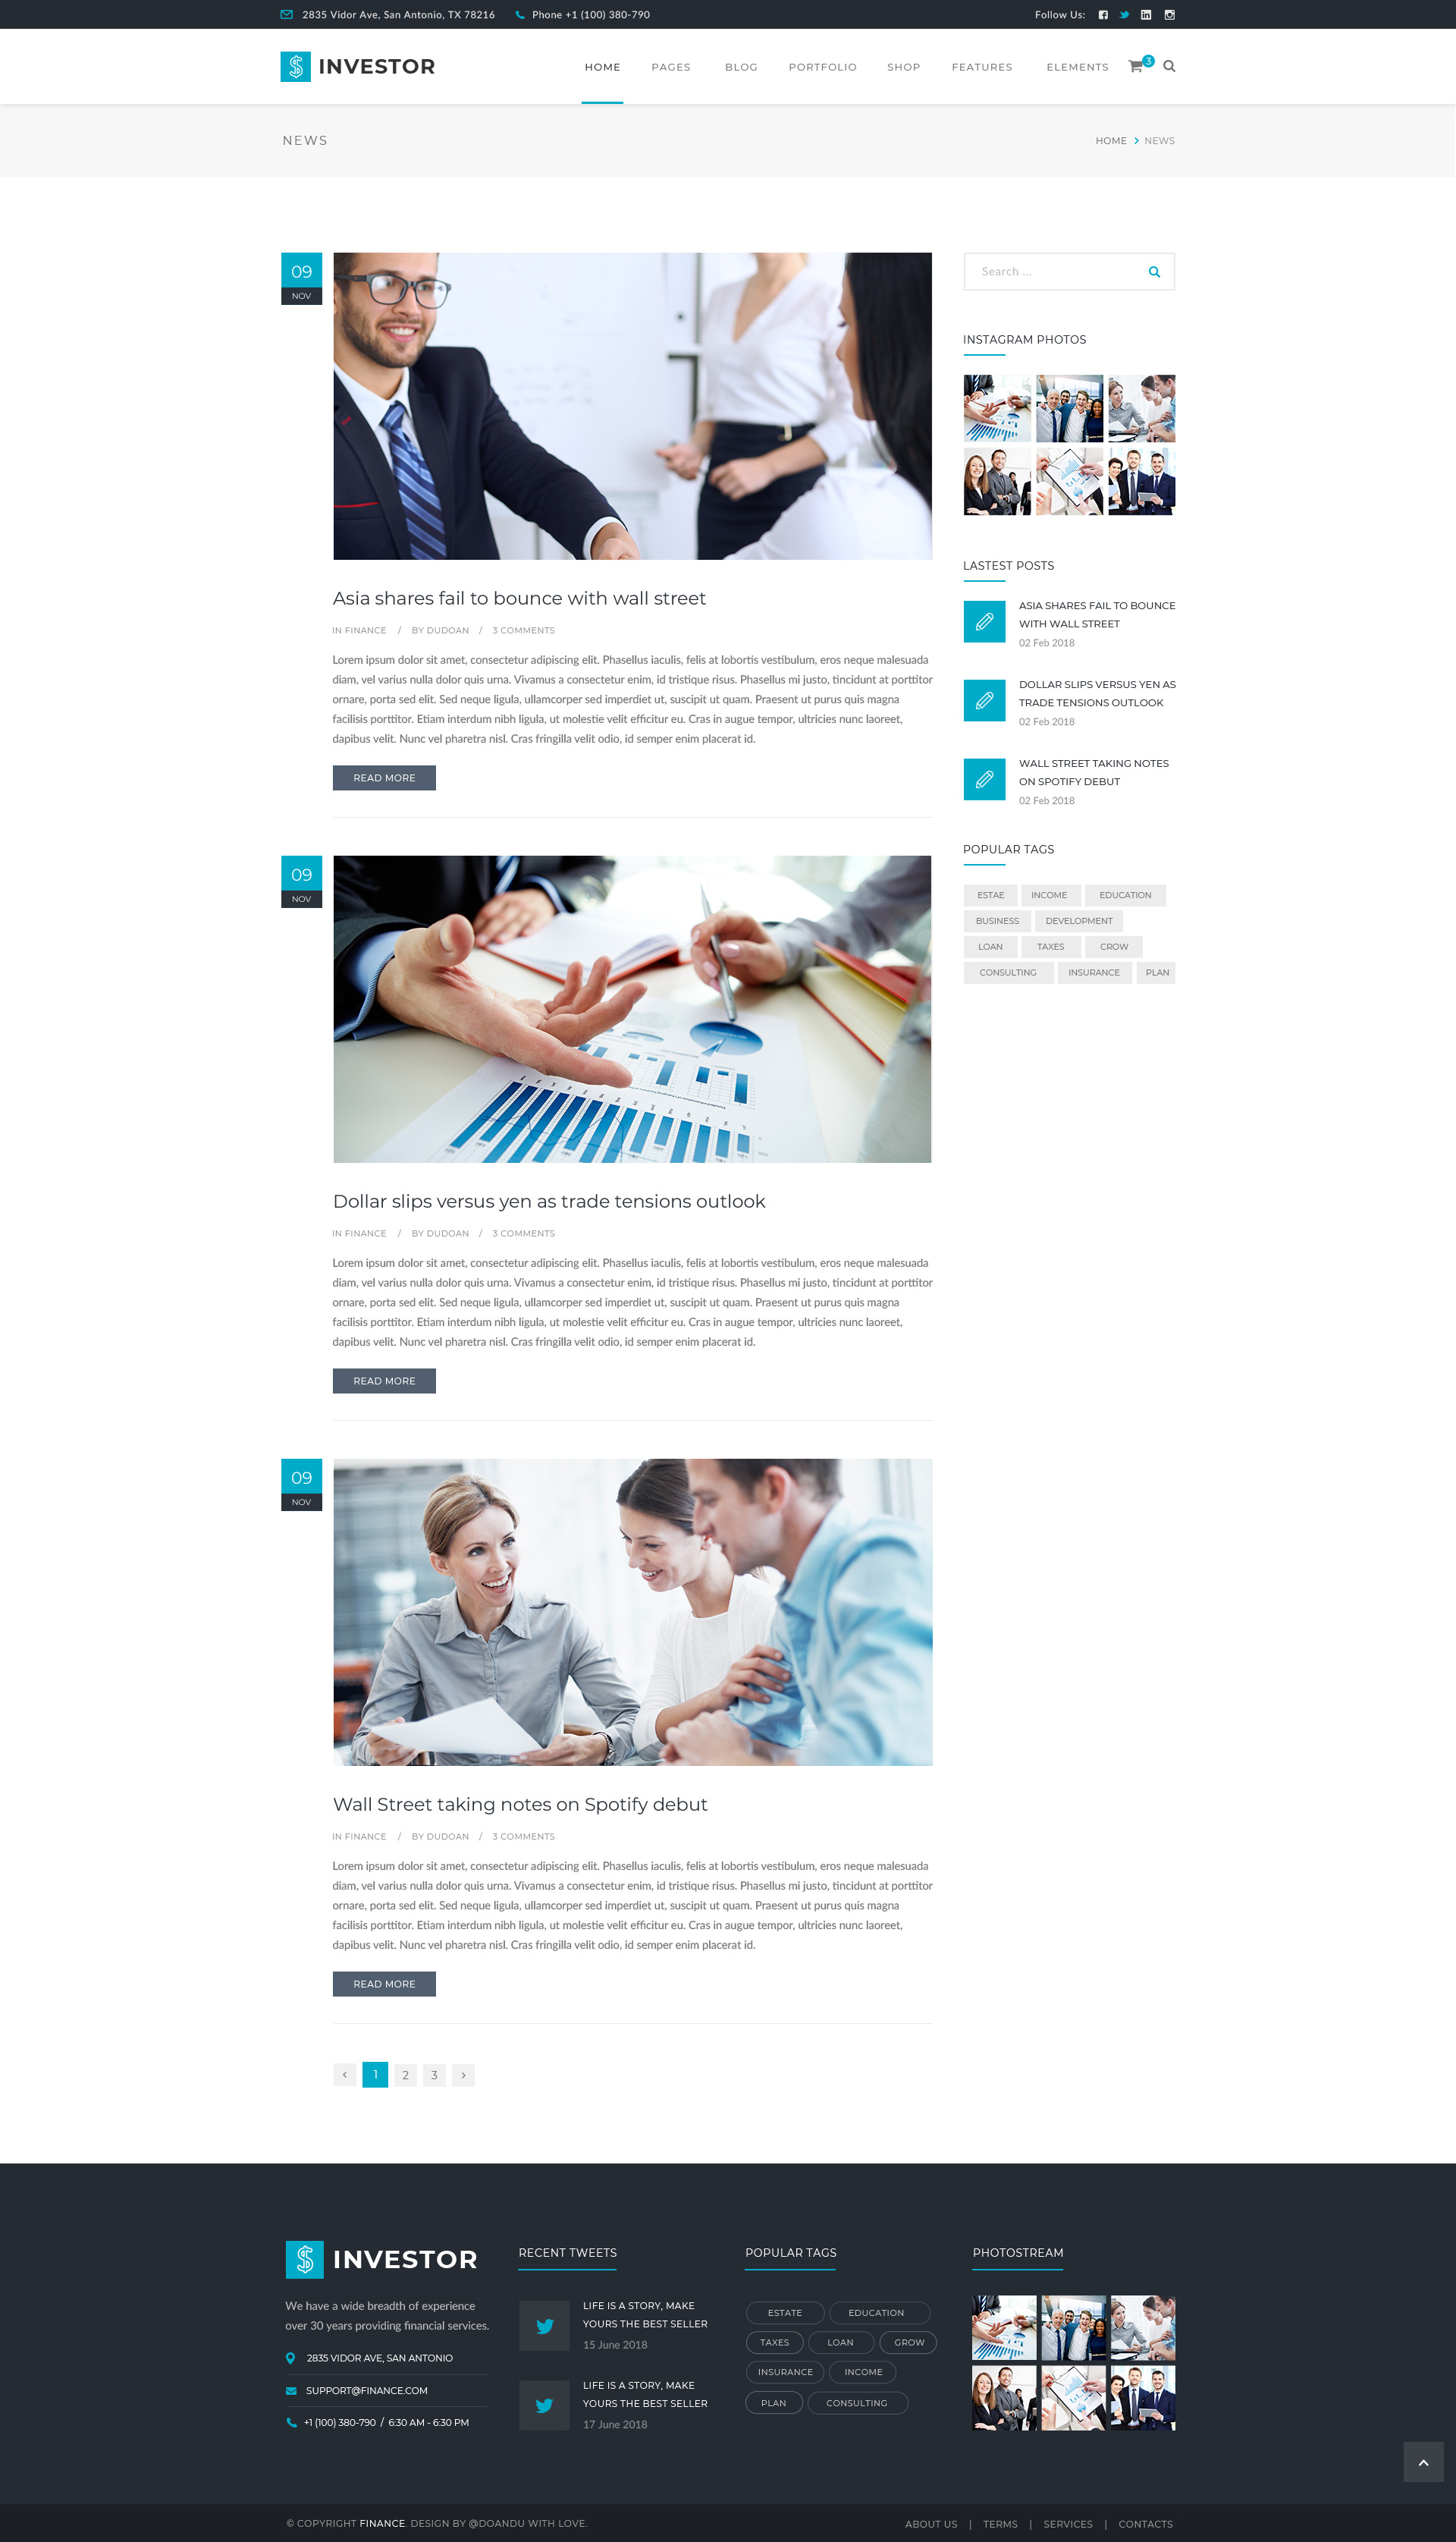 2835 Vidor Ave, San Antonio, TX 78216 Phone +1 (100) 380-790 Follow Us:
INVESTOR
HOME PAGES BLOG PORTFOLIO SHOP FEATURES ELEMENTS 3
NEWS
HOME NEWS
09
NOV
Asia shares fail to bounce with wall street
IN FINANCE / BY DUDOAN / 3 COMMENTS
Lorem ipsum dolor sit amet, consectetur adipiscing elit. Phasellus iaculis, felis at lobortis vestibulum, eros neque malesuada
diam, vel varius nulla dolor quis urna. Vivamus a consectetur enim, id tristique risus. Phasellus mi justo, tincidunt at porttitor
ornare, porta sed elit. Sed neque ligula, ullamcorper sed imperdiet ut, suscipit ut quam. Praesent ut purus quis magna
facilisis porttitor. Etiam interdum nibh ligula, ut molestie velit efficitur eu. Cras in augue tempor, ultricies nunc laoreet,
dapibus velit. Nunc vel pharetra nisl. Cras fringilla velit odio, id semper enim placerat id.
READ MORE
09
NOV
Dollar slips versus yen as trade tensions outlook
IN FINANCE / BY DUDOAN / 3 COMMENTS
Lorem ipsum dolor sit amet, consectetur adipiscing elit. Phasellus iaculis, felis at lobortis vestibulum, eros neque malesuada
diam, vel varius nulla dolor quis urna. Vivamus a consectetur enim, id tristique risus. Phasellus mi justo, tincidunt at porttitor
ornare, porta sed elit. Sed neque ligula, ullamcorper sed imperdiet ut, suscipit ut quam. Praesent ut purus quis magna
facilisis porttitor. Etiam interdum nibh ligula, ut molestie velit efficitur eu. Cras in augue tempor, ultricies nunc laoreet,
dapibus velit. Nunc vel pharetra nisl. Cras fringilla velit odio, id semper enim placerat id.
READ MORE
09
NOV
Wall Street taking notes on Spotify debut
IN FINANCE / BY DUDOAN / 3 COMMENTS
Lorem ipsum dolor sit amet, consectetur adipiscing elit. Phasellus iaculis, felis at lobortis vestibulum, eros neque malesuada
diam, vel varius nulla dolor quis urna. Vivamus a consectetur enim, id tristique risus. Phasellus mi justo, tincidunt at porttitor
ornare, porta sed elit. Sed neque ligula, ullamcorper sed imperdiet ut, suscipit ut quam. Praesent ut purus quis magna
facilisis porttitor. Etiam interdum nibh ligula, ut molestie velit efficitur eu. Cras in augue tempor, ultricies nunc laoreet,
dapibus velit. Nunc vel pharetra nisl. Cras fringilla velit odio, id semper enim placerat id.
READ MORE
1 2 3
Search ...
INSTAGRAM PHOTOS
LASTEST POSTS
ASIA SHARES FAIL TO BOUNCE
WITH WALL STREET
02 Feb 2018
DOLLAR SLIPS VERSUS YEN AS
TRADE TENSIONS OUTLOOK
02 Feb 2018
WALL STREET TAKING NOTES
ON SPOTIFY DEBUT
02 Feb 2018
POPULAR TAGS
ESTAE INCOME EDUCATION
BUSINESS DEVELOPMENT
LOAN TAXES CROW
CONSULTING INSURANCE PLAN
INVESTOR
We have a wide breadth of experience
over 30 years providing financial services.
2835 VIDOR AVE, SAN ANTONIO
SUPPORT@FINANCE.COM
+1 (100) 380-790 / 6:30 AM - 6:30 PM
RECENT TWEETS
LIFE IS A STORY, MAKE
YOURS THE BEST SELLER
15 June 2018
LIFE IS A STORY, MAKE
YOURS THE BEST SELLER
17 June 2018
POPULAR TAGS
ESTATE EDUCATION
TAXES LOAN GROW
INSURANCE INCOME
PLAN CONSULTING
PHOTOSTREAM
© COPYRIGHT FINANCE. DESIGN BY @DOANDU WITH LOVE.
ABOUT US | TERMS | SERVICES | CONTACTS